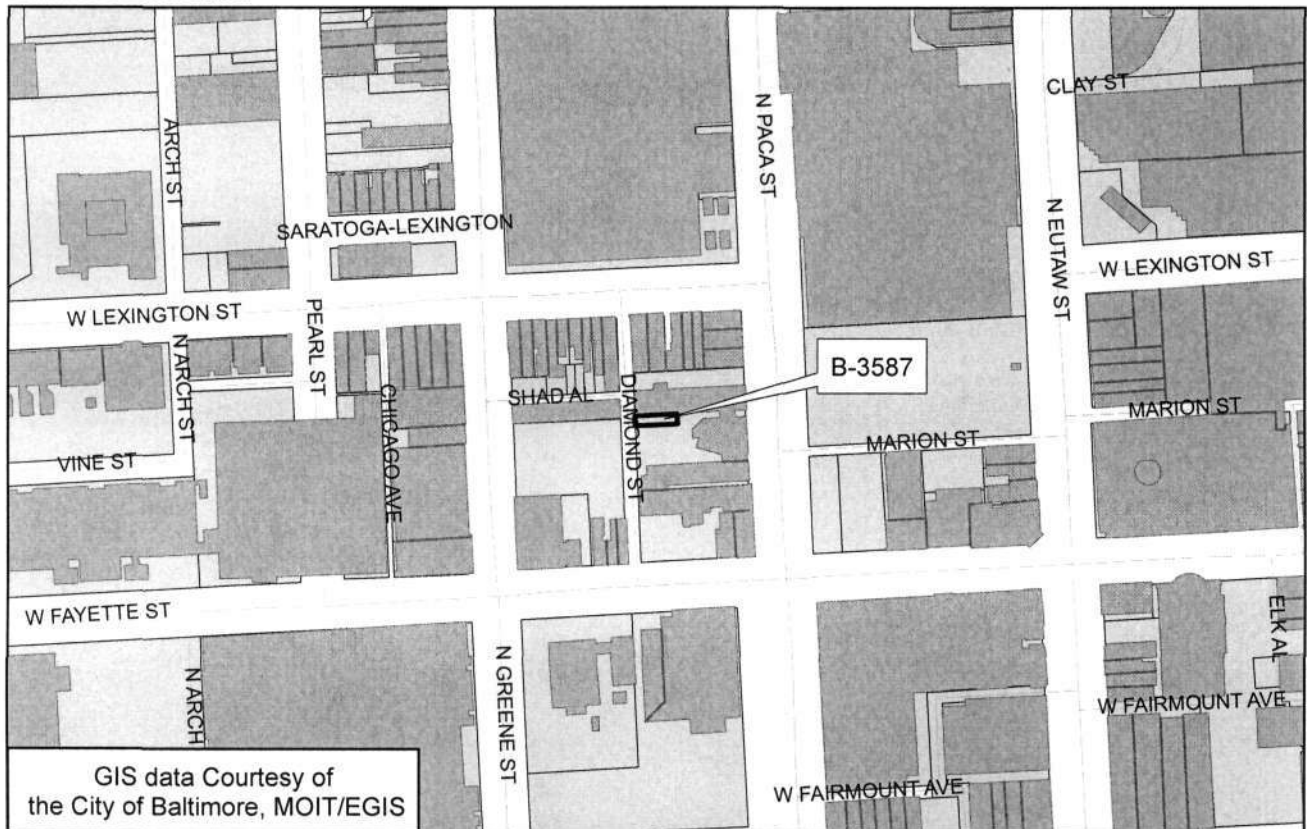 CLAY ST
ARCH ST
N PACA ST
SARATOGA-LEXINGTON
N EUTAW ST
W LEXINGTON ST
W LEXINGTON ST
PEARL ST
N ARCH ST
B-3587
SHAD AL
DIAMOND ST
CHICAGO AVE
MARION ST
MARION ST
VINE ST
W FAYETTE ST
ELK AL
N GREENE ST
N ARCH
W FAIRMOUNT AVE
W FAIRMOUNT AVE
GIS data Courtesy of
the City of Baltimore, MOIT/EGIS